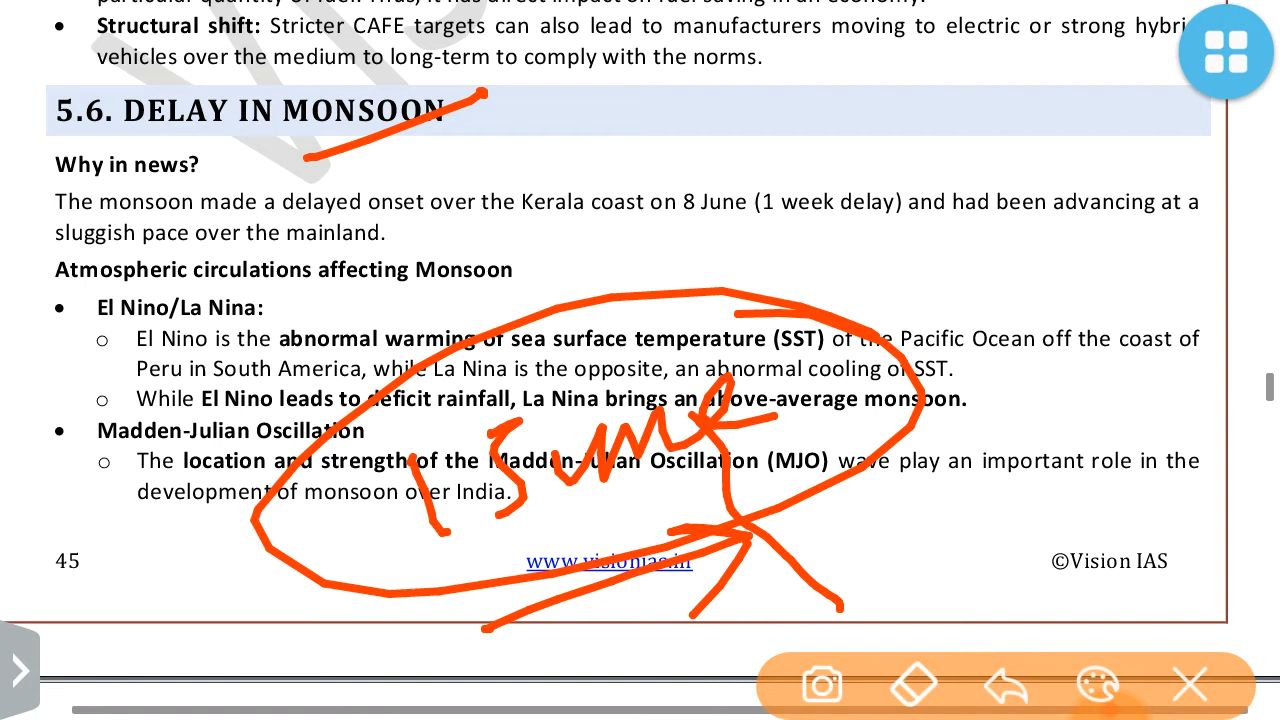 • Structural shift: Stricter CAFE targets can also lead to manufacturers moving to electric or strong
vehicles over the medium to long-term to comply with the norms.
5.6. DELAY IN MONSOON
Why in news?
The monsoon made a delayed onset over the Kerala coast on 8 June (1 week delay) and had been advancing at a
sluggish pace over the mainland.
Atmospheric circulations affecting Monsoon
• El Nino/La Nina:
o El Nino is the abnormal warming of sea surface temperature (SST) of the Pacific Ocean off the coast of
Peru in South America, while La Nina is the opposite, an abnormal cooling of SST.
o While El Nino leads to deficit rainfall, La Nina brings an above-average monsoon.
• Madden-Julian Oscillation
o The location and strength of the Madden-Julian Oscillation (MJO) wave play an important role in the
development of monsoon over India.
1 June
45 www.visionias.in ©Vision IAS